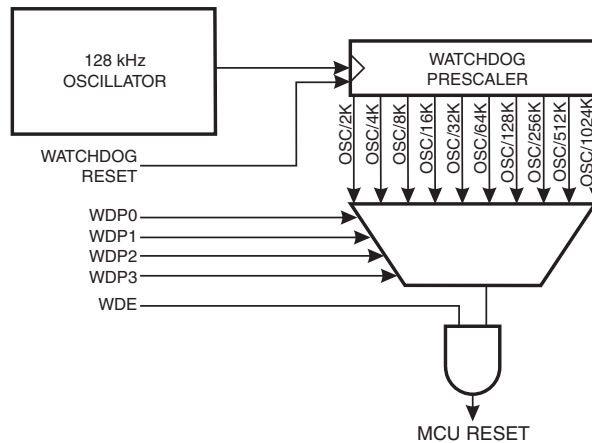 128 kHz
OSCILLATOR
WATCHDOG
PRESCALER
OSC/2K
OSC/4K
OSC/8K
OSC/16K
OSC/32K
OSC/64K
OSC/128K
OSC/256K
OSC/512K
OSC/1024K
WATCHDOG
RESET
WDP0
WDP1
WDP2
WDP3
WDE
MCU RESET